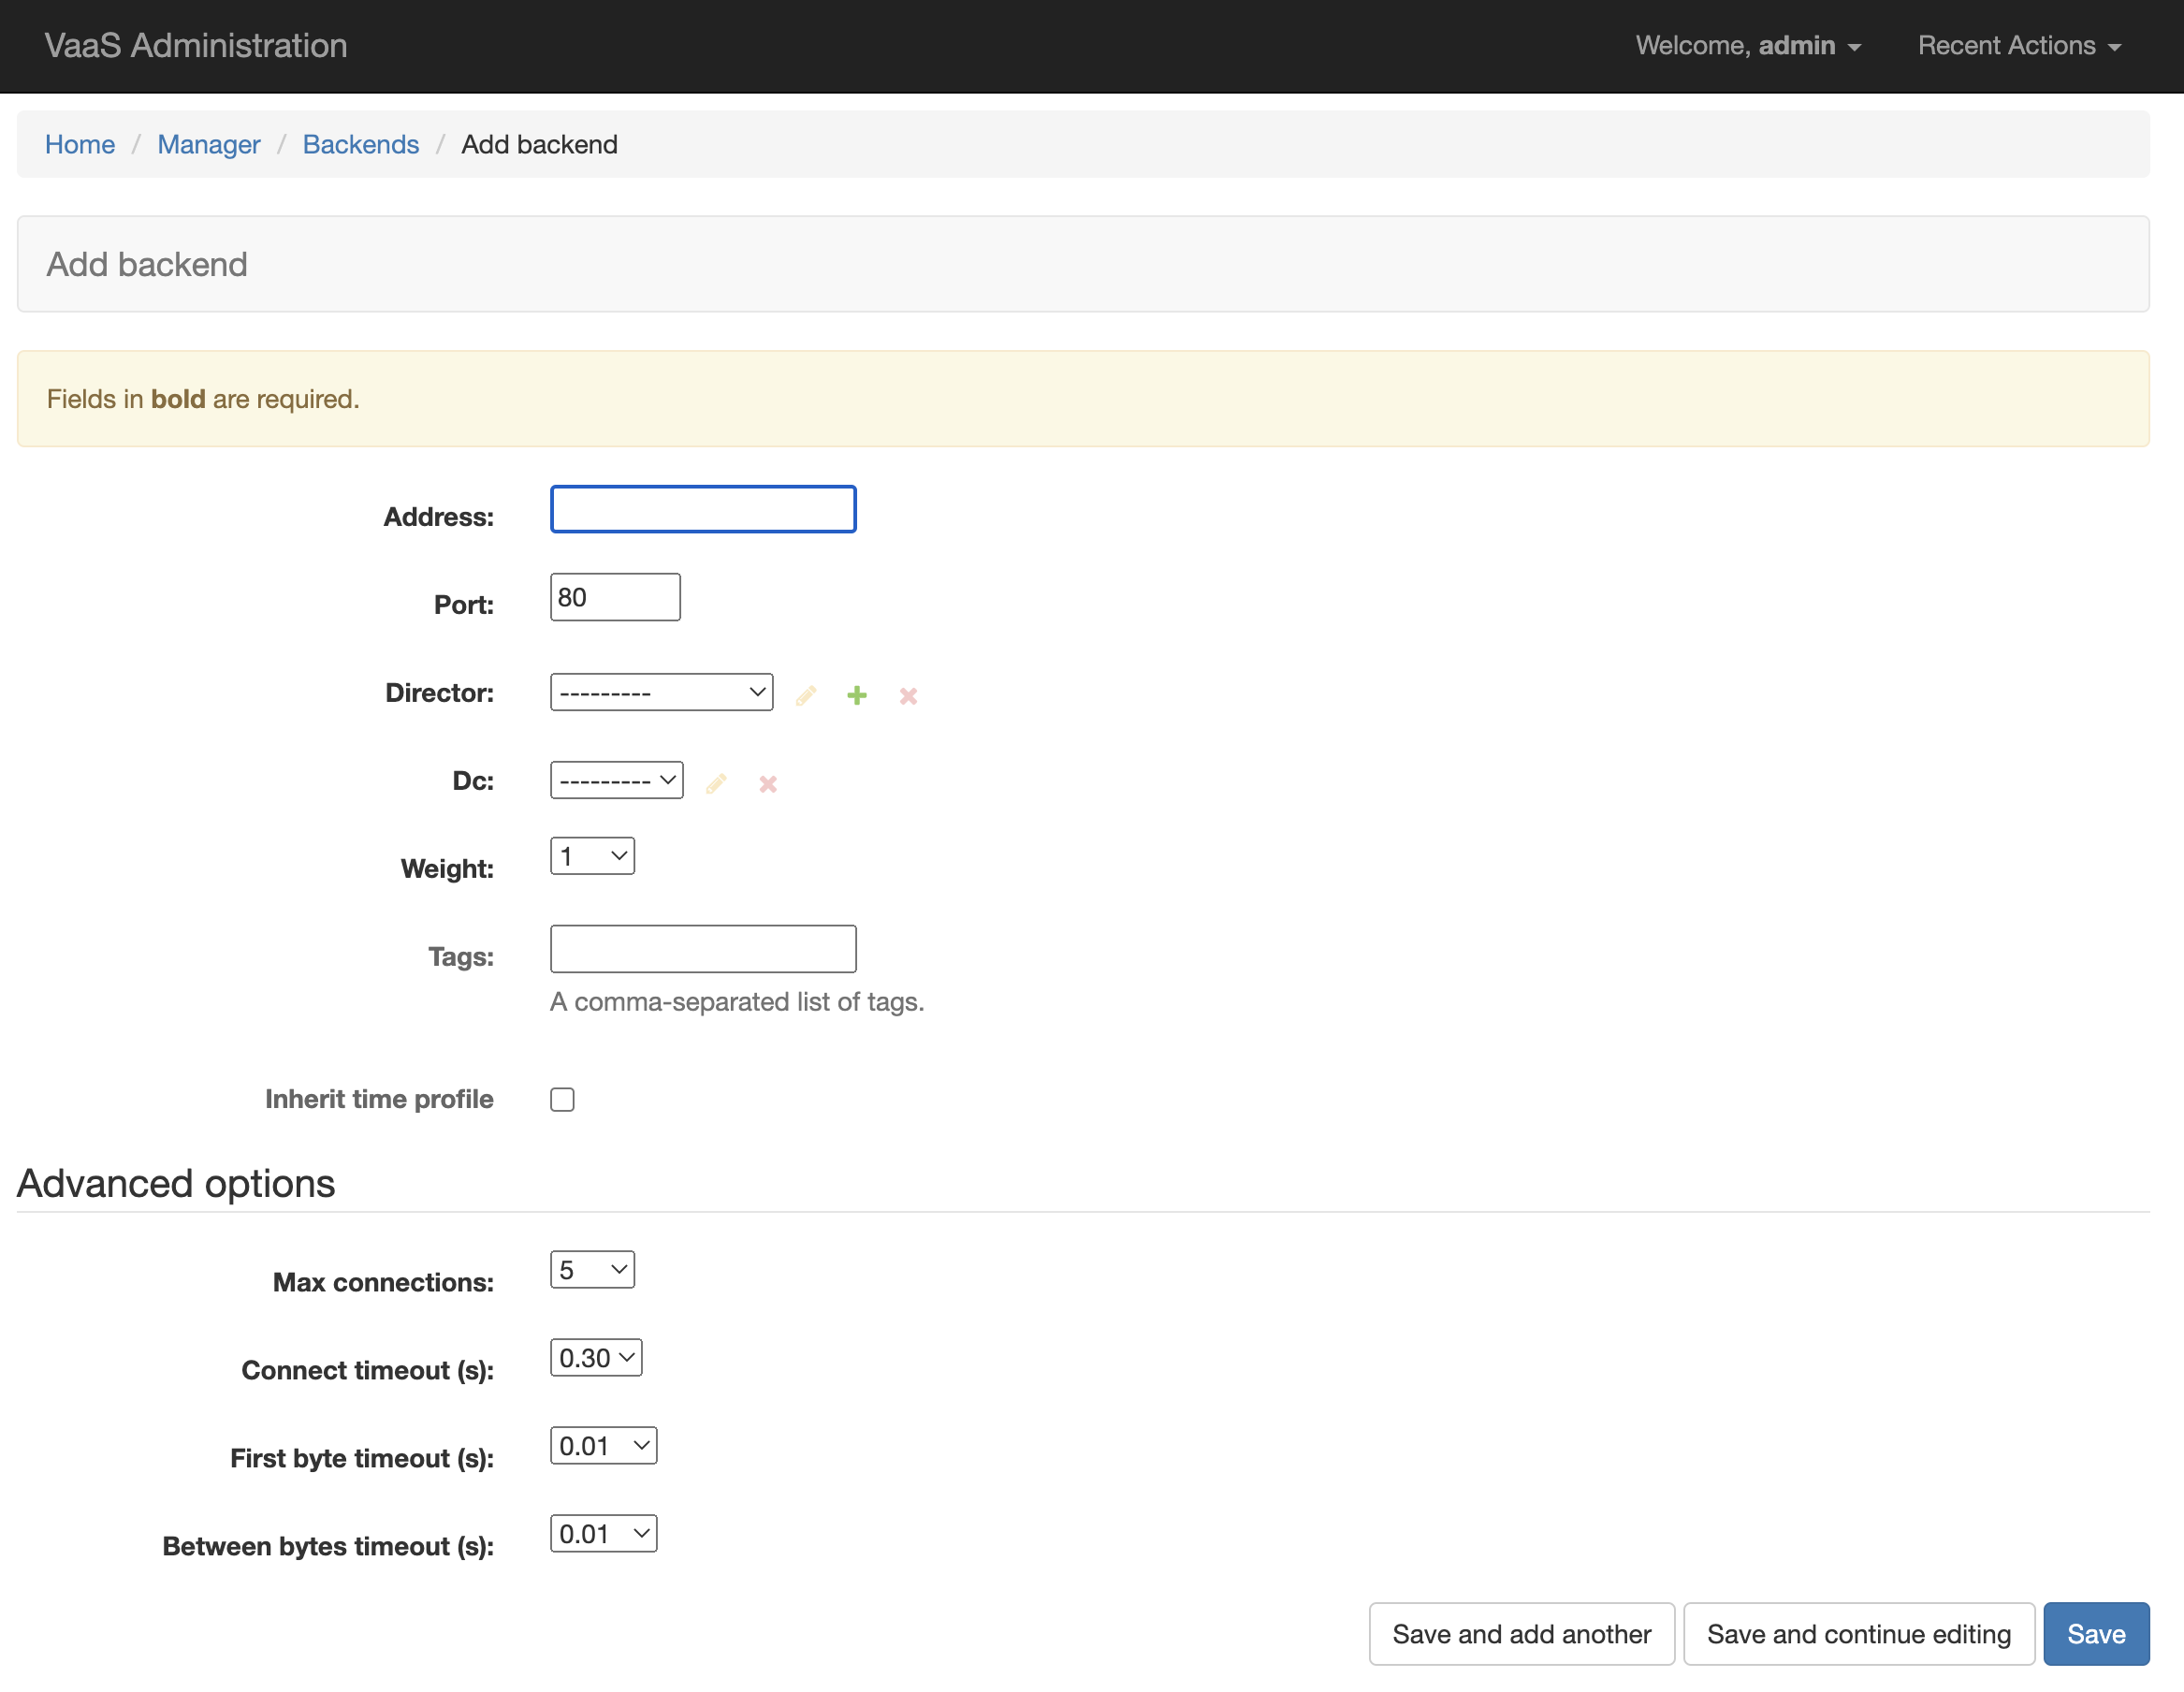 VaaS Administration Welcome, admin Recent Actions
Home / Manager / Backends / Add backend
Add backend
Fields in bold are required.
Address:
Port: 80
Director: ---------
Dc: ---------
Weight: 1
Tags:
A comma-separated list of tags.
Inherit time profile
Advanced options
Max connections: 5
Connect timeout (s): 0.30
First byte timeout (s): 0.01
Between bytes timeout (s): 0.01
Save and add another Save and continue editing Save